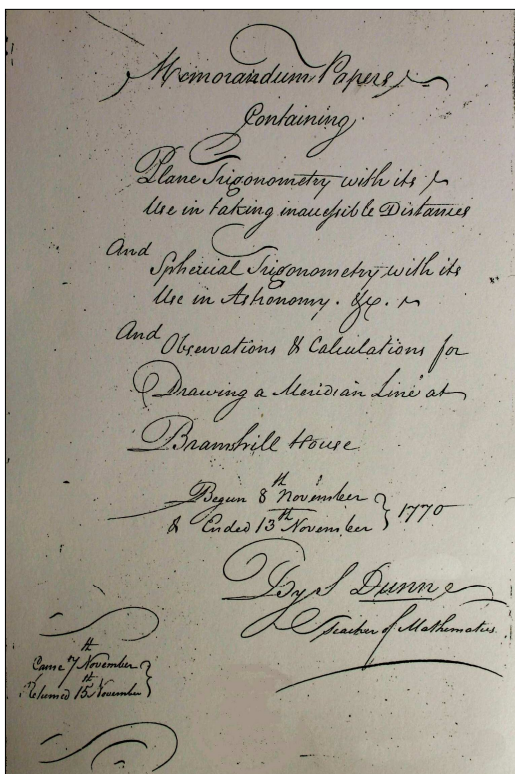 Memorandum Papers
Containing
Plane Trigonometry with its
Use in taking inaccessible Distances
And
Spherical Trigonometry with its
Use in Astronomy. &c.
And Observations & Calculations for
Drawing a Meridian Line at
Bramshill House
Begun 8th November
& Ended 13th November } 1770
By S Dunn
Teacher of Mathematics
Came 7th November
Returned 15th November }